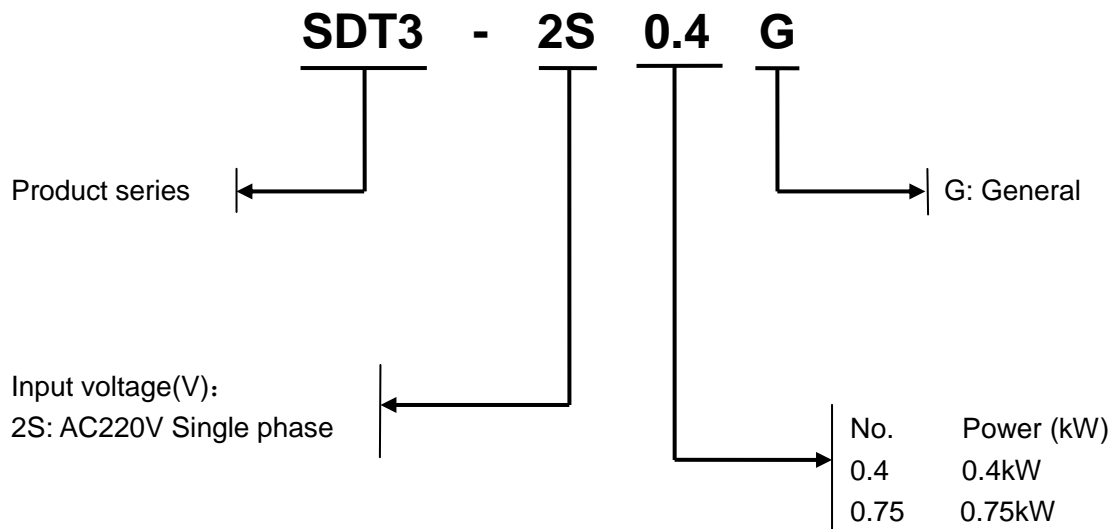 SDT3 - 2S 0.4 G
Product series
G: General
Input voltage(V)：
2S: AC220V Single phase
No. Power (kW)
0.4 0.4kW
0.75 0.75kW